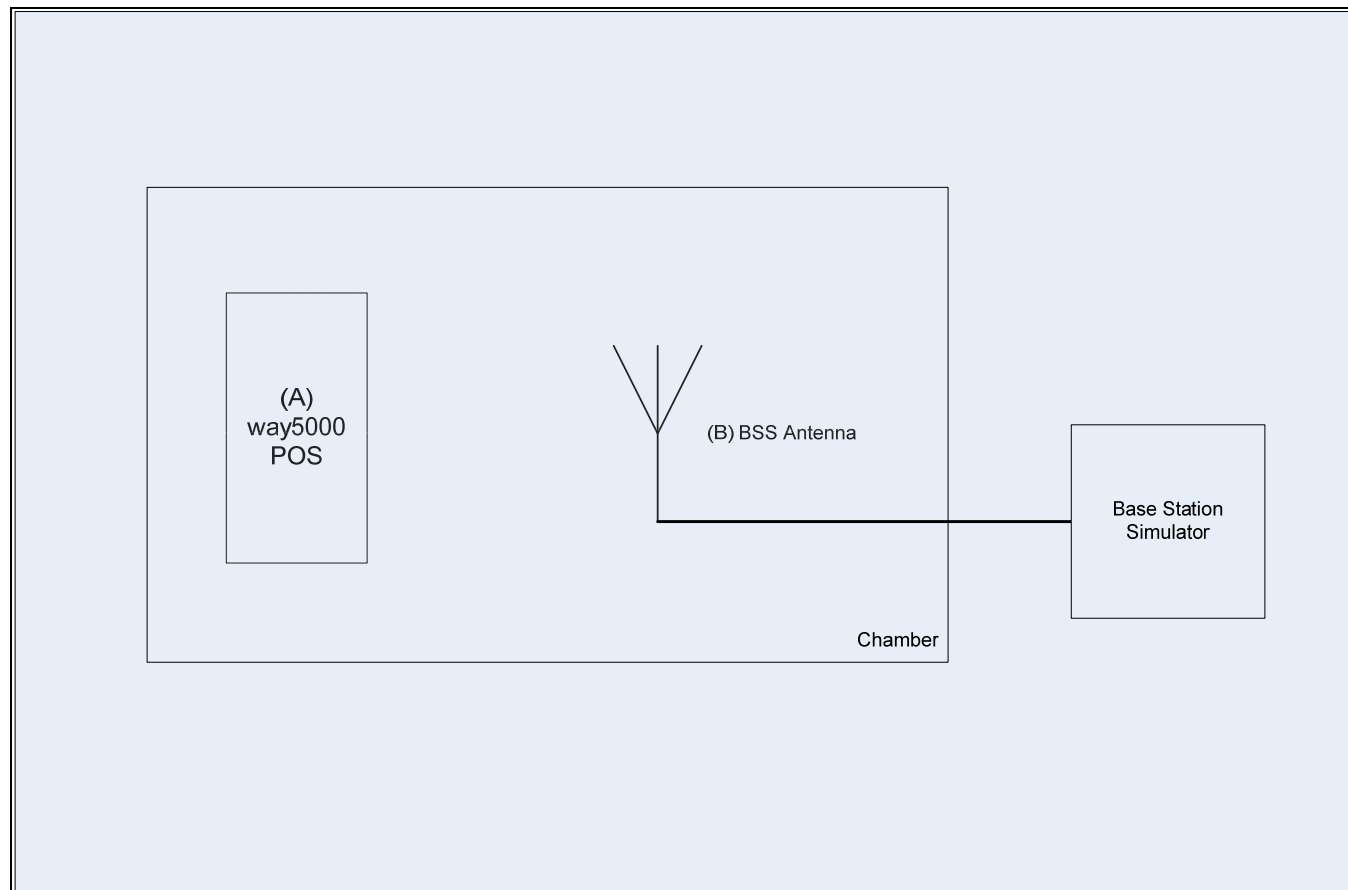 (A)
way5000
POS
(B) BSS Antenna
Base Station
Simulator
Chamber